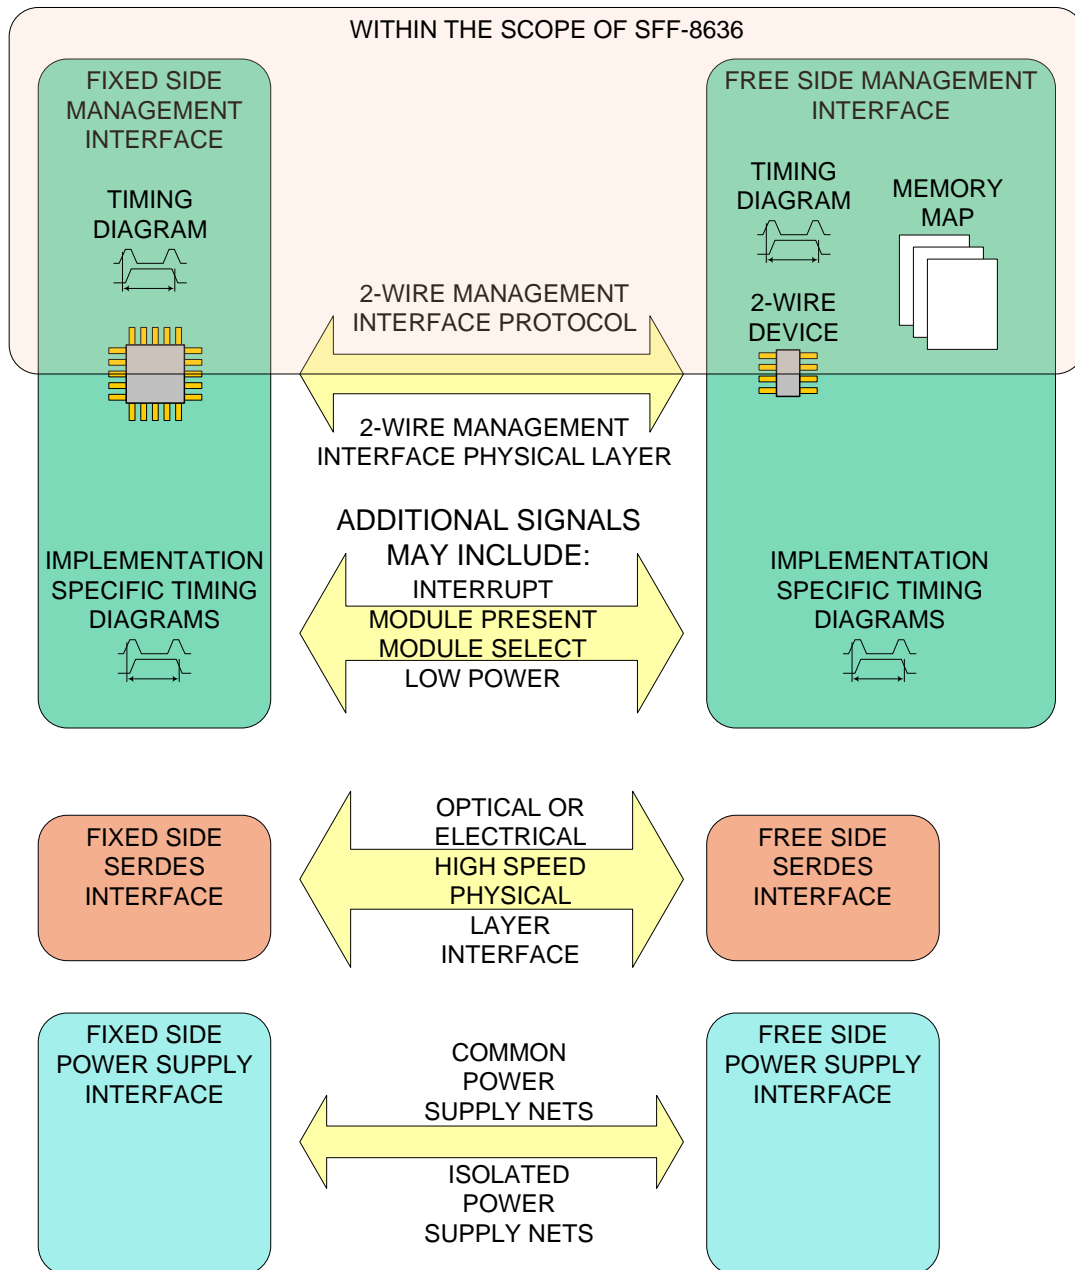 WITHIN THE SCOPE OF SFF-8636
FIXED SIDE
MANAGEMENT
INTERFACE
TIMING
DIAGRAM
FREE SIDE MANAGEMENT
INTERFACE
TIMING
DIAGRAM
MEMORY
MAP
2-WIRE
DEVICE
2-WIRE MANAGEMENT
INTERFACE PROTOCOL
2-WIRE MANAGEMENT
INTERFACE PHYSICAL LAYER
ADDITIONAL SIGNALS
MAY INCLUDE:
INTERRUPT
MODULE PRESENT
MODULE SELECT
LOW POWER
IMPLEMENTATION
SPECIFIC TIMING
DIAGRAMS
IMPLEMENTATION
SPECIFIC TIMING
DIAGRAMS
FIXED SIDE
SERDES
INTERFACE
OPTICAL OR
ELECTRICAL
HIGH SPEED
PHYSICAL
LAYER
INTERFACE
FREE SIDE
SERDES
INTERFACE
FIXED SIDE
POWER SUPPLY
INTERFACE
COMMON
POWER
SUPPLY NETS
ISOLATED
POWER
SUPPLY NETS
FREE SIDE
POWER SUPPLY
INTERFACE